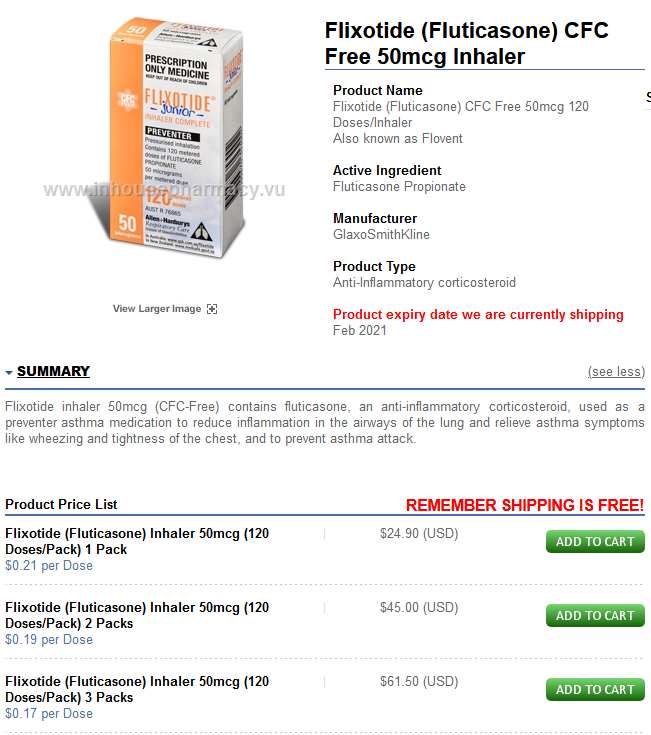 Flixotide (Fluticasone) CFC
Free 50mcg Inhaler
50
PRESCRIPTION
ONLY MEDICINE
KEEP OUT OF REACH OF CHILDREN
CFC
FREE
FLIXOTIDE®
junior
INHALER COMPLETE
PREVENTER
Pressurised inhalation
Contains 120 metered
doses of FLUTICASONE
PROPIONATE
50 micrograms
per metered dose
www.inhousepharmacy.vu
120 metered
doses
AUST R 76865
Allen+Hanburys
Respiratory Care
50
micrograms
Product Name
Flixotide (Fluticasone) CFC Free 50mcg 120
Doses/Inhaler
Also known as Flovent
S
Active Ingredient
Fluticasone Propionate
Manufacturer
GlaxoSmithKline
Product Type
Anti-Inflammatory corticosteroid
View Larger Image
Product expiry date we are currently shipping
Feb 2021
SUMMARY (see less)
Flixotide inhaler 50mcg (CFC-Free) contains fluticasone, an anti-inflammatory corticosteroid, used as a
preventer asthma medication to reduce inflammation in the airways of the lung and relieve asthma symptoms
like wheezing and tightness of the chest, and to prevent asthma attack.
Product Price List REMEMBER SHIPPING IS FREE!
Flixotide (Fluticasone) Inhaler 50mcg (120 $24.90 (USD) ADD TO CART
Doses/Pack) 1 Pack
$0.21 per Dose
Flixotide (Fluticasone) Inhaler 50mcg (120 $45.00 (USD) ADD TO CART
Doses/Pack) 2 Packs
$0.19 per Dose
Flixotide (Fluticasone) Inhaler 50mcg (120 $61.50 (USD) ADD TO CART
Doses/Pack) 3 Packs
$0.17 per Dose